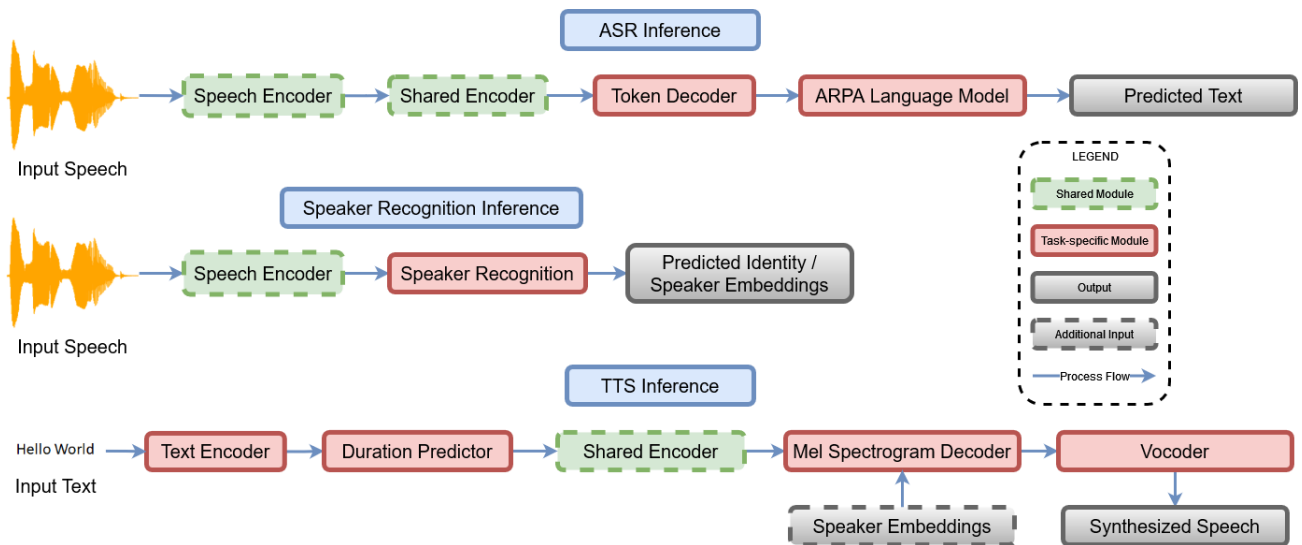 ASR Inference
Speech Encoder
Shared Encoder
Token Decoder
ARPA Language Model
Predicted Text
Input Speech
LEGEND
Shared Module
Task-specific Module
Output
Additional Input
Process Flow
Speaker Recognition Inference
Speech Encoder
Speaker Recognition
Predicted Identity /
Speaker Embeddings
Input Speech
TTS Inference
Hello World
Input Text
Text Encoder
Duration Predictor
Shared Encoder
Mel Spectrogram Decoder
Vocoder
Speaker Embeddings
Synthesized Speech